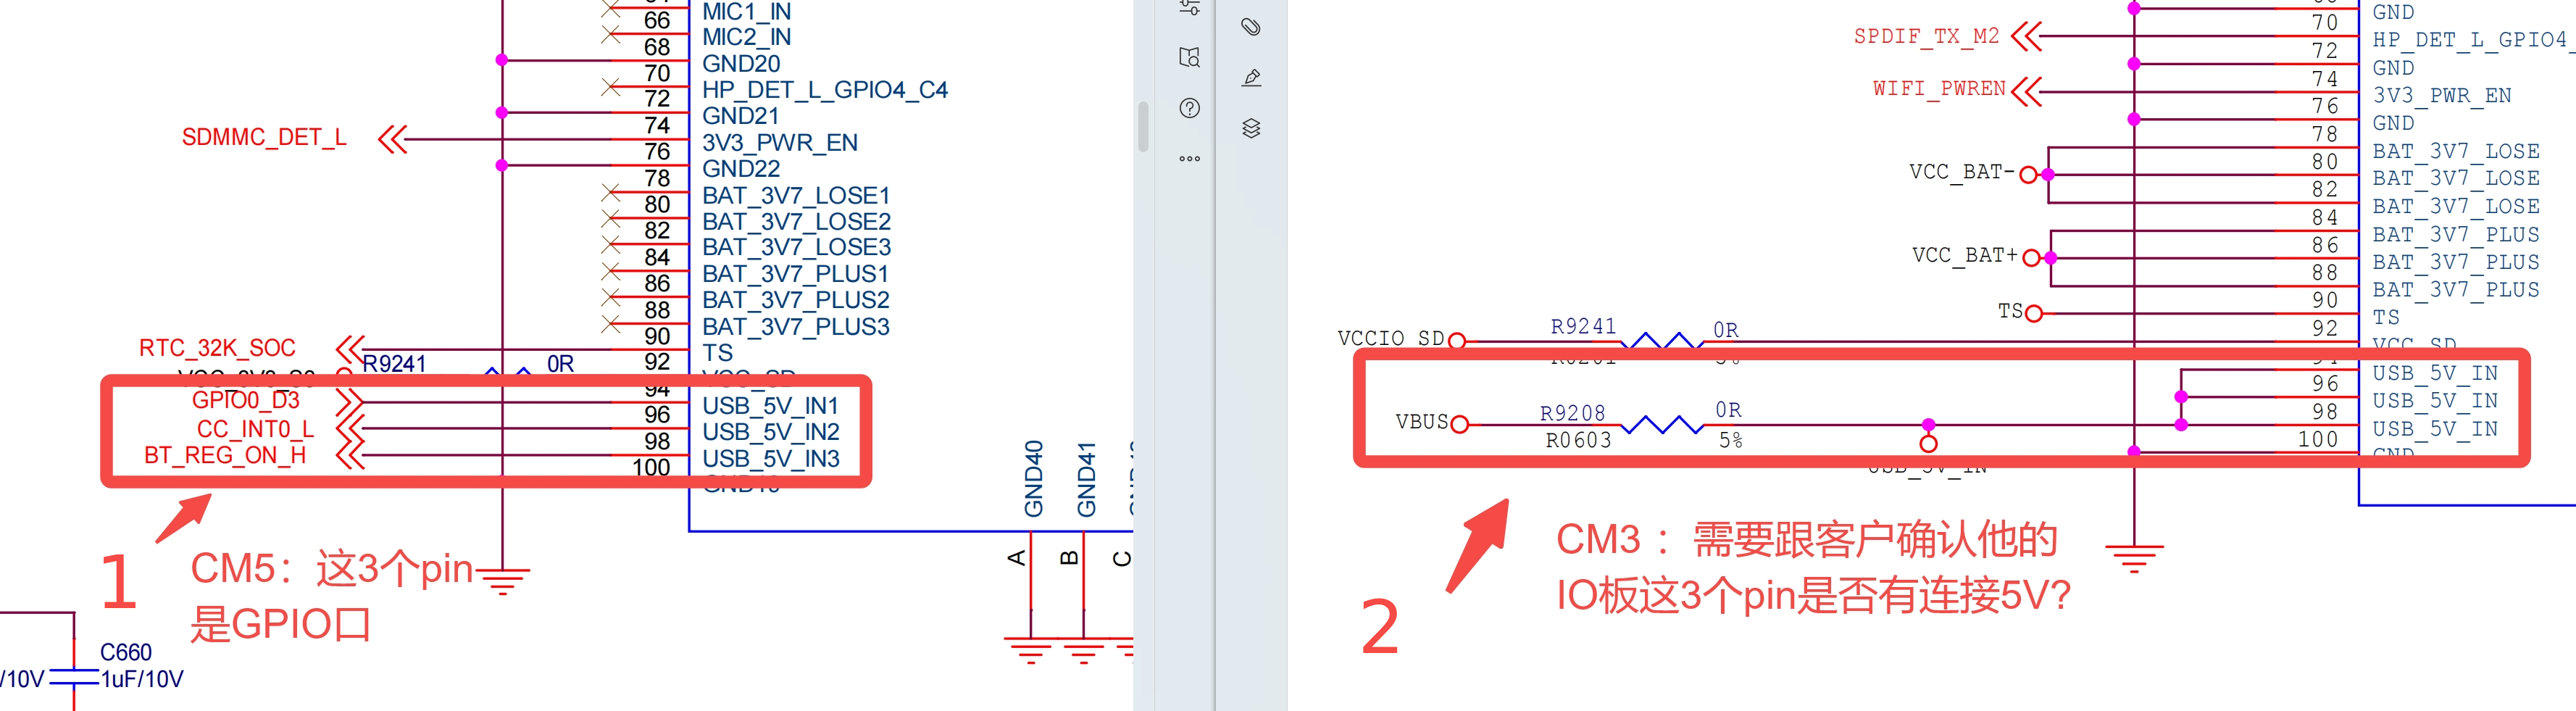 MIC1_IN
66
MIC2_IN
68
GND20
70
HP_DET_L_GPIO4_C4
72
GND21
74
SDMMC_DET_L
3V3_PWR_EN
76
GND22
78
BAT_3V7_LOSE1
80
BAT_3V7_LOSE2
82
BAT_3V7_LOSE3
84
BAT_3V7_PLUS1
86
BAT_3V7_PLUS2
88
BAT_3V7_PLUS3
90
RTC_32K_SOC
TS
92
R9241
0R
94
GPIO0_D3
USB_5V_IN1
96
CC_INT0_L
USB_5V_IN2
98
BT_REG_ON_H
USB_5V_IN3
100
GND40
GND41
A
B
C
1
CM5：这3个pin
是GPIO口
C660
/10V
1uF/10V
GND
70
SPDIF_TX_M2
HP_DET_L_GPIO4_
72
GND
74
WIFI_PWREN
3V3_PWR_EN
76
GND
78
BAT_3V7_LOSE
80
VCC_BAT-
BAT_3V7_LOSE
82
BAT_3V7_LOSE
84
BAT_3V7_PLUS
86
VCC_BAT+
BAT_3V7_PLUS
88
BAT_3V7_PLUS
90
TS
TS
92
VCCIO_SD
R9241
0R
VCC_SD
USB_5V_IN
96
USB_5V_IN
98
VBUS
R9208
0R
R0603
5%
USB_5V_IN
100
GND
USB_5V_IN
2
CM3 ：需要跟客户确认他的
IO板这3个pin是否有连接5V?